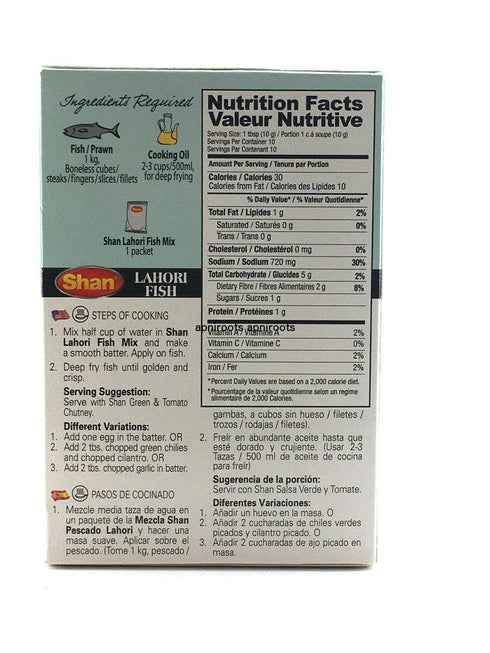 Ingredients Required
Fish / Prawn
1 kg,
Boneless cubes/
steaks/fingers/slices/fillets
Cooking Oil
2-3 cups/500ml,
for deep frying
Shan Lahori Fish Mix
1 packet
Shan
LAHORI
FISH
STEPS OF COOKING
1. Mix half cup of water in Shan
Lahori Fish Mix and make
a smooth batter. Apply on fish.
2. Deep fry fish until golden and
crisp.
Serving Suggestion:
Serve with Shan Green & Tomato
Chutney.
Different Variations:
1. Add one egg in the batter. OR
2. Add 2 tbs. chopped green chilies
and chopped cilantro. OR
3. Add 2 tbs. chopped garlic in batter.
PASOS DE COCINADO
1. Mezcle media taza de agua en
un paquete de la Mezcla Shan
Pescado Lahori y hacer una
masa suave. Aplicar sobre el
pescado. (Tome 1 kg, pescado /
Nutrition Facts
Valeur Nutritive
Serving Size: 1 tbsp (10 g) / Portion 1 c.à soupe (10 g)
Servings Per Container 10
Servings Par Contenant 10
Amount Per Serving / Tenure par Portion
Calories / Calories 30
Calories from Fat / Calories des Lipides 10
% Daily Value* / % Valeur Quotidienne*
Total Fat / Lipides 1 g 2%
Saturated / Saturés 0 g 0%
Trans / Trans 0 g
Cholesterol / Cholestérol 0 mg 0%
Sodium / Sodium 720 mg 30%
Total Carbohydrate / Glucides 5 g 2%
Dietary Fibre / Fibres Alimentaires 2 g 8%
Sugars / Sucres 1 g
Protein / Protéines 1 g
apniroots apniroots
Vitamin A / Vitamine A 2%
Vitamin C / Vitamine C 0%
Calcium / Calcium 2%
Iron / Fer 2%
*Percent Daily Values are based on a 2,000 calorie diet.
*Pourcentage de la valeur quotidienne selon un regime
alimentaire de 2,000 Calories.
gambas, a cubos sin hueso / filetes /
trozos / rodajas / filetes).
2. Freír en abundante aceite hasta que
esté dorado y crujiente. (Usar 2-3
Tazas / 500 ml de aceite de cocina
para freír)
Sugerencia de la porción:
Servir con Shan Salsa Verde y Tomate.
Diferentes Variaciones:
1. Añadir un huevo en la masa. O
2. Añadir 2 cucharadas de chiles verdes
picados y cilantro picado. O
3. Añadir 2 cucharadas de ajo picado en
masa.